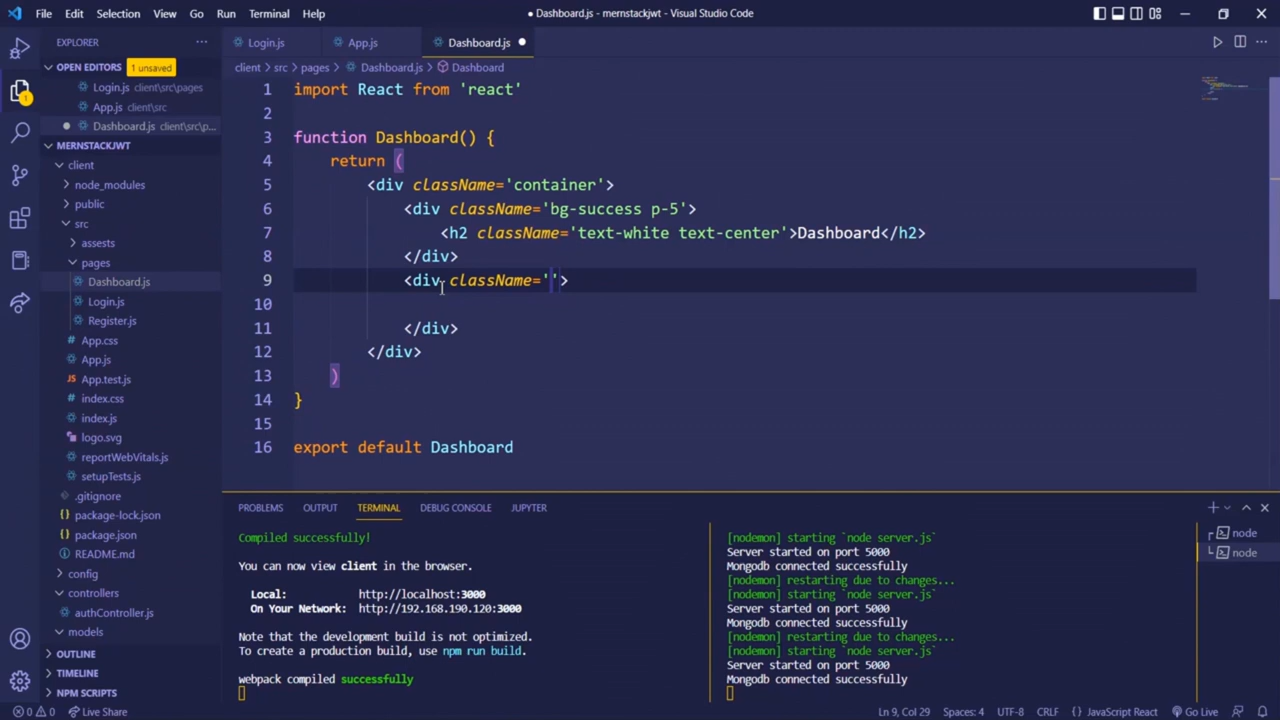 File Edit Selection View Go Run Terminal Help
● Dashboard.js - mernstackjwt - Visual Studio Code
EXPLORER
OPEN EDITORS 1 unsaved
Login.js client\src\pages
App.js client\src
Dashboard.js client\src\p...
MERNSTACKJWT
client
node_modules
public
src
assests
pages
Dashboard.js
Login.js
Register.js
App.css
App.js
App.test.js
index.css
index.js
logo.svg
reportWebVitals.js
setupTests.js
.gitignore
package-lock.json
package.json
README.md
config
controllers
authController.js
models
OUTLINE
TIMELINE
NPM SCRIPTS
1
Login.js App.js Dashboard.js
client > src > pages > Dashboard.js > Dashboard
1 import React from 'react'
2
3 function Dashboard() {
4 return (
5 <div className='container'>
6 <div className='bg-success p-5'>
7 <h2 className='text-white text-center'>Dashboard</h2>
8 </div>
9 <div className=''>
10
11 </div>
12 </div>
13 )
14 }
15
16 export default Dashboard
PROBLEMS OUTPUT TERMINAL DEBUG CONSOLE JUPYTER
Compiled successfully!
You can now view client in the browser.
Local: http://localhost:3000
On Your Network: http://192.168.190.120:3000
Note that the development build is not optimized.
To create a production build, use npm run build.
webpack compiled successfully
[nodemon] starting `node server.js`
Server started on port 5000
Mongodb connected successfully
[nodemon] restarting due to changes...
[nodemon] starting `node server.js`
Server started on port 5000
Mongodb connected successfully
[nodemon] restarting due to changes...
[nodemon] starting `node server.js`
Server started on port 5000
Mongodb connected successfully
node
node
0 0 Live Share
Ln 9, Col 29 Spaces: 4 UTF-8 CRLF {} JavaScript React Go Live